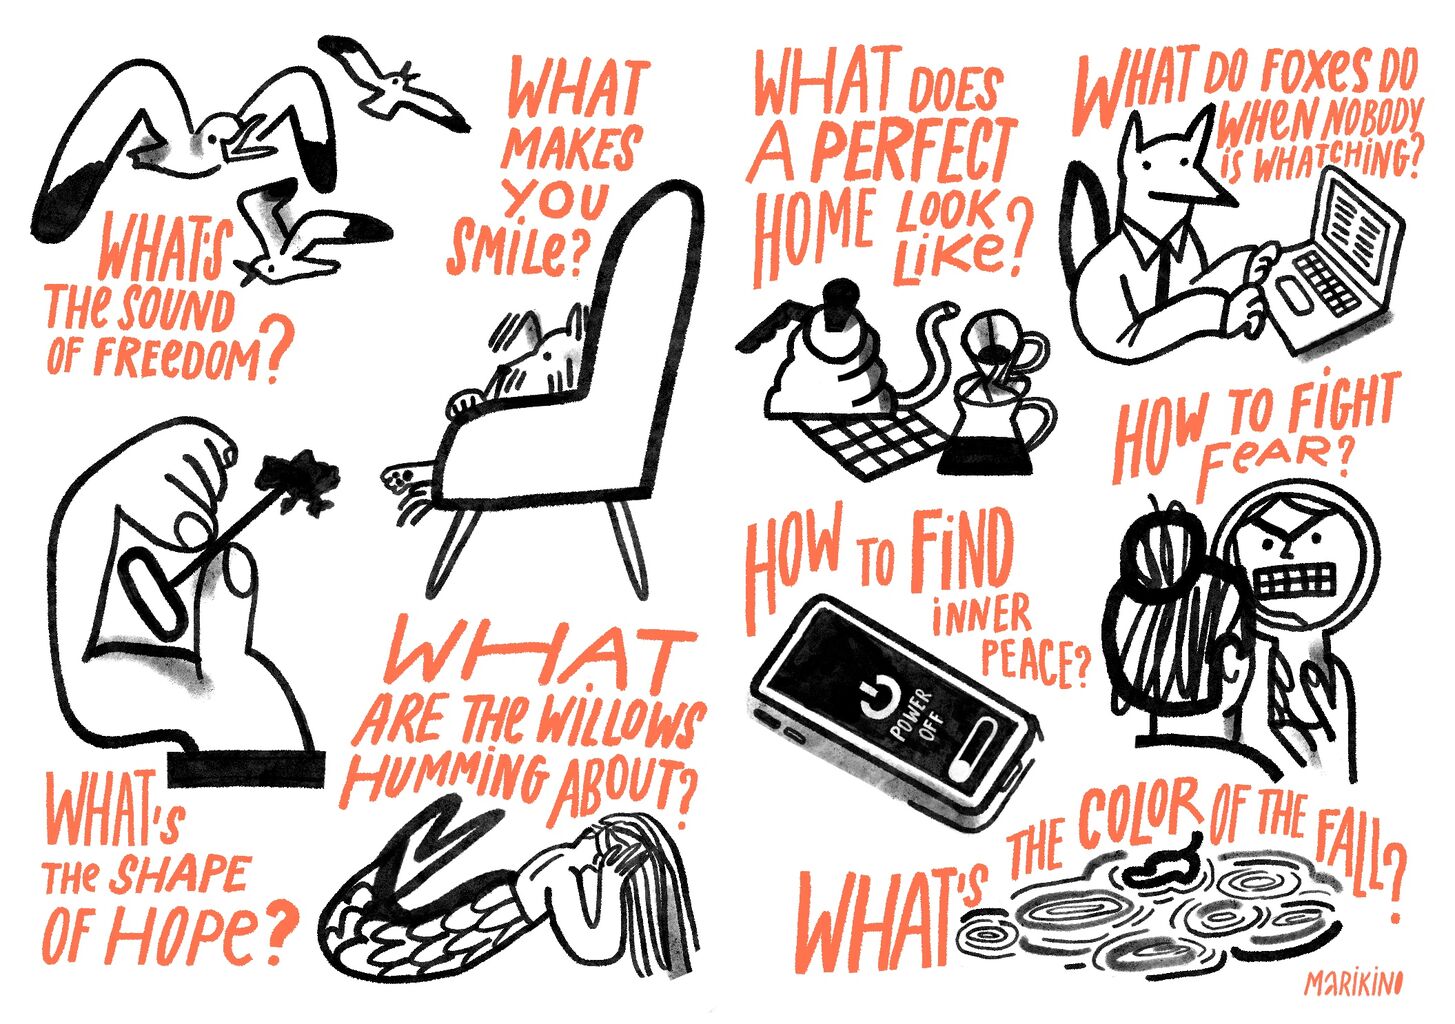 WHAT'S
THE SOUND
OF FREEDOM?
WHAT
MAKES
YOU
SMILE?
WHAT'S
THE SHAPE
OF HOPE?
WHAT
ARE THE WILLOWS
HUMMING ABOUT?
WHAT DOES
A PERFECT
HOME LOOK
LIKE?
WHAT DO FOXES DO
WHEN NOBODY
IS WHATCHING?
HOW TO FIGHT
FEAR?
HOW TO FIND
INNER
PEACE?
POWER
OFF
WHAT'S THE COLOR OF THE FALL?
MARIKINO